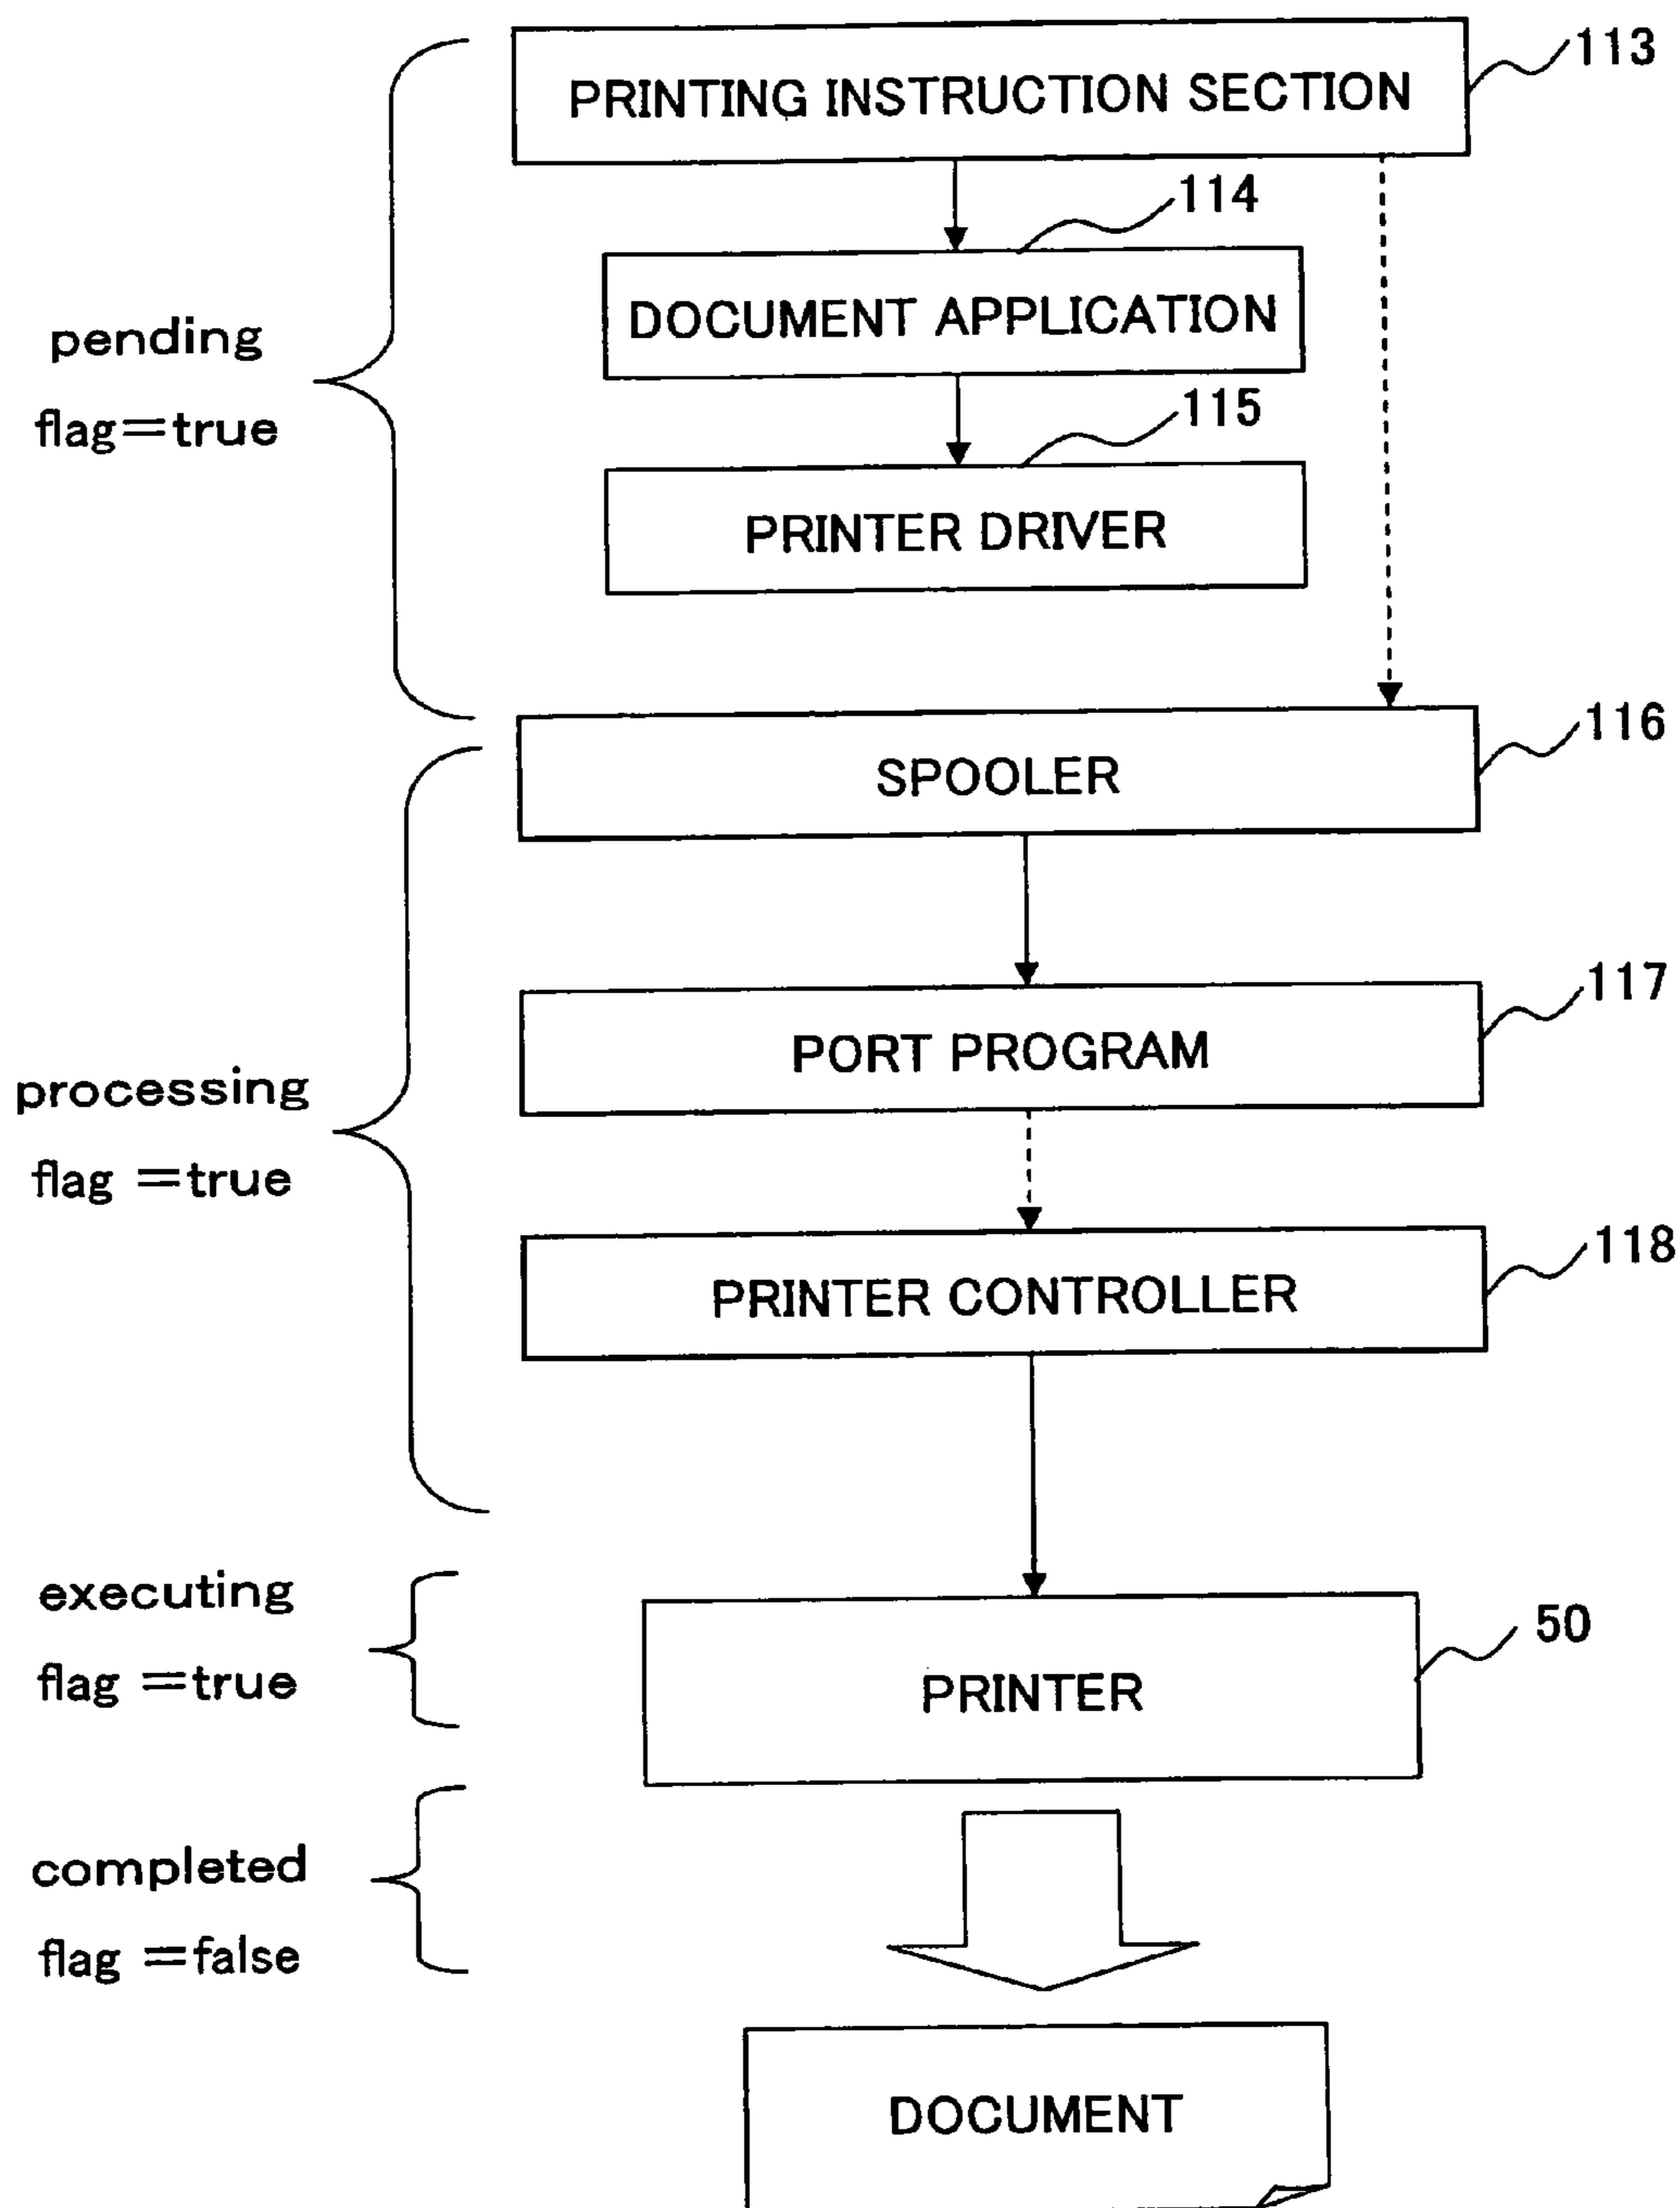 113
PRINTING INSTRUCTION SECTION
114
DOCUMENT APPLICATION
pending
flag=true
115
PRINTER DRIVER
116
SPOOLER
117
PORT PROGRAM
processing
flag =true
118
PRINTER CONTROLLER
executing
flag =true
50
PRINTER
completed
flag =false
DOCUMENT